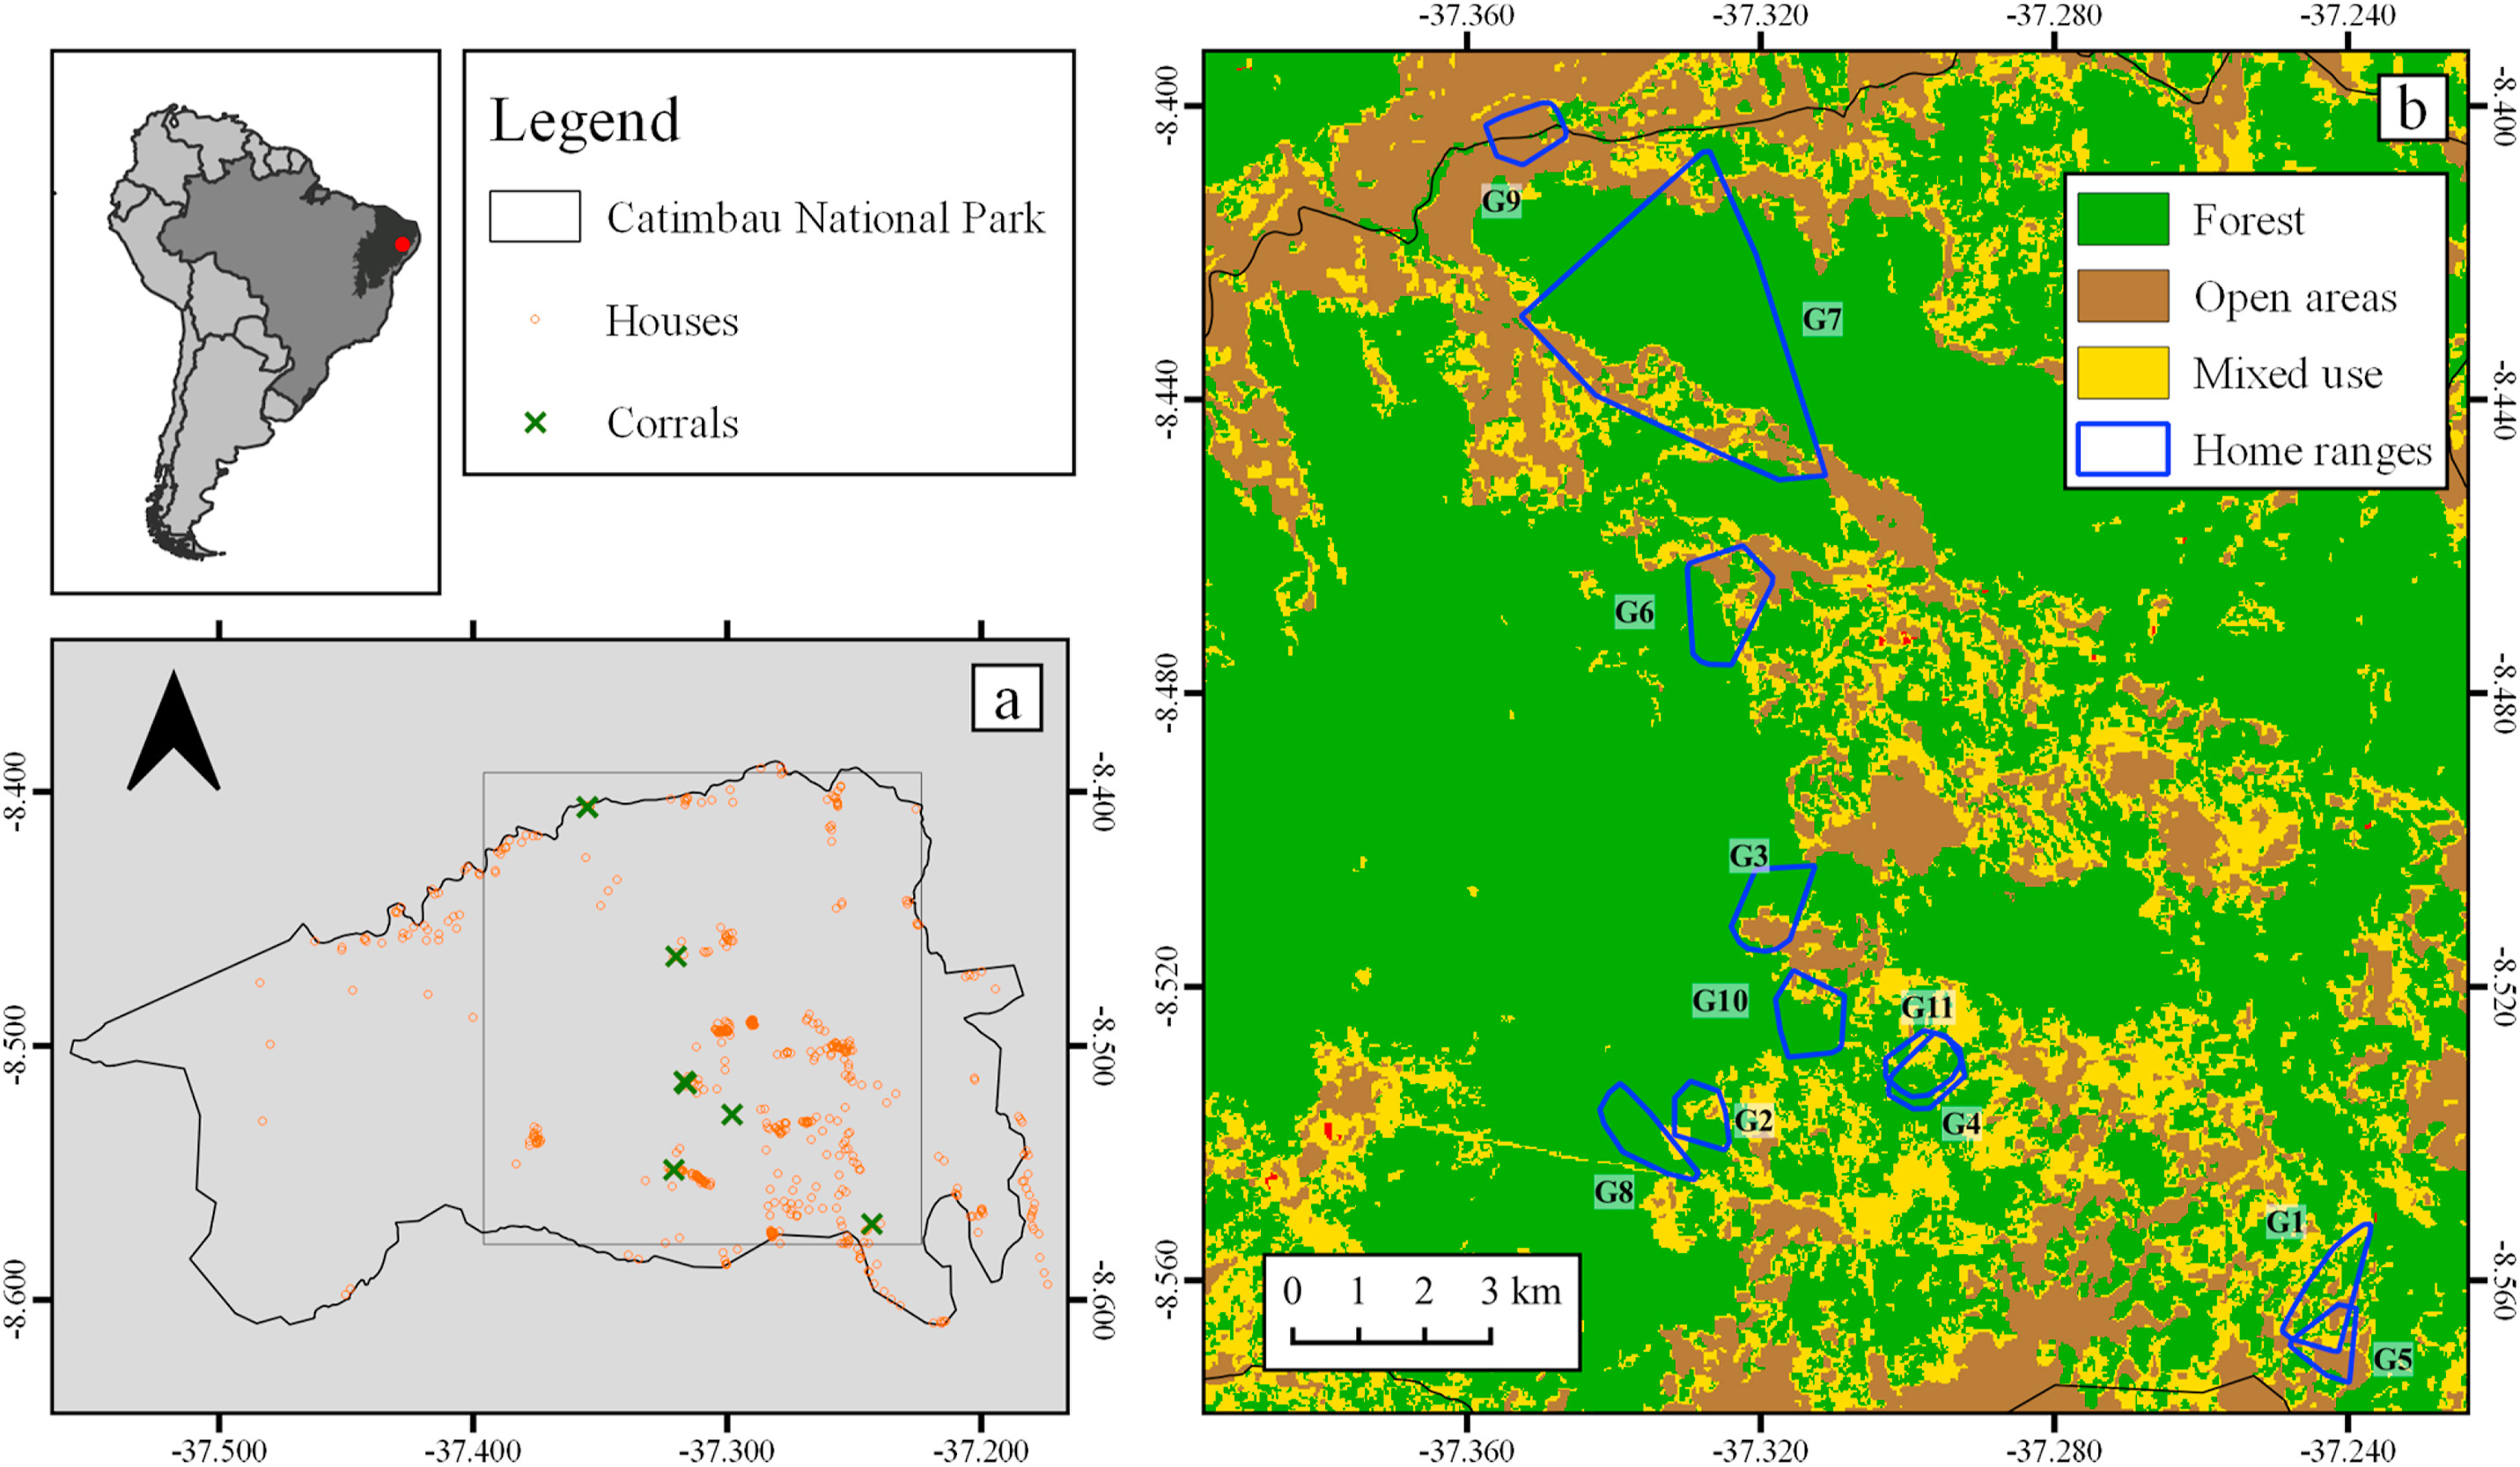 Legend
Catimbau National Park
Houses
Corrals
a
-8.400
-8.500
-8.600
-8.400
-8.500
-8.600
-37.500
-37.400
-37.300
-37.200
-37.360
-37.320
-37.280
-37.240
b
Forest
Open areas
Mixed use
Home ranges
-8.400
-8.440
-8.480
-8.520
-8.560
-8.400
-8.440
-8.480
-8.520
-8.560
G9
G7
G6
G3
G10
G11
G2
G4
G8
G1
G5
0 1 2 3 km
-37.360
-37.320
-37.280
-37.240